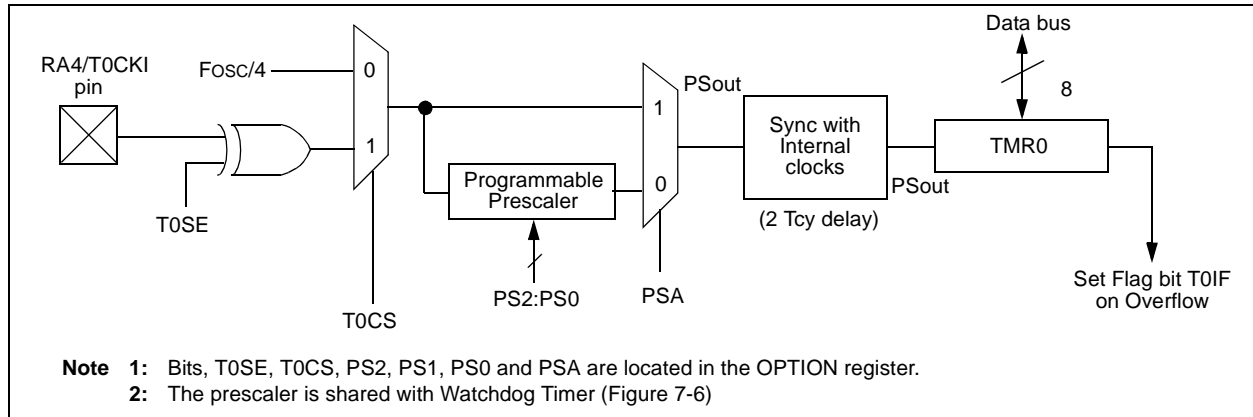 Data bus
8
RA4/T0CKI
pin
FOSC/4
0
1
T0SE
T0CS
Programmable
Prescaler
PS2:PS0
1
0
PSA
PSout
Sync with
Internal
clocks
(2 Tcy delay)
PSout
TMR0
Set Flag bit T0IF
on Overflow
Note 1: Bits, T0SE, T0CS, PS2, PS1, PS0 and PSA are located in the OPTION register.
2: The prescaler is shared with Watchdog Timer (Figure 7-6)